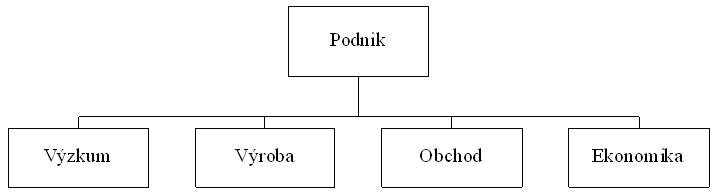 Podnik
Výzkum
Výroba
Obchod
Ekonomika